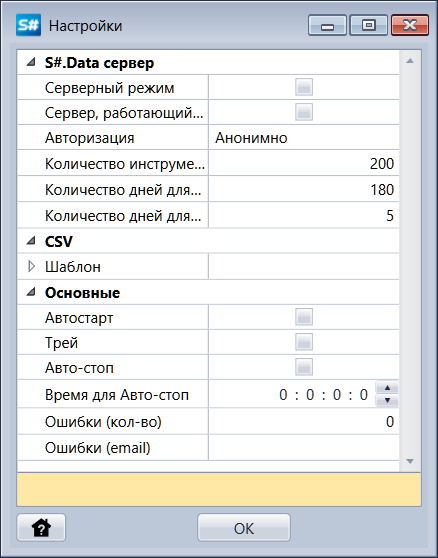 S# Настройки
S#.Data сервер
Серверный режим
Сервер, работающий...
Авторизация Анонимно
Количество инструме... 200
Количество дней для... 180
Количество дней для... 5
CSV
Шаблон
Основные
Автостарт
Трей
Авто-стоп
Время для Авто-стоп 0 : 0 : 0 : 0
Ошибки (кол-во) 0
Ошибки (email)
? OK